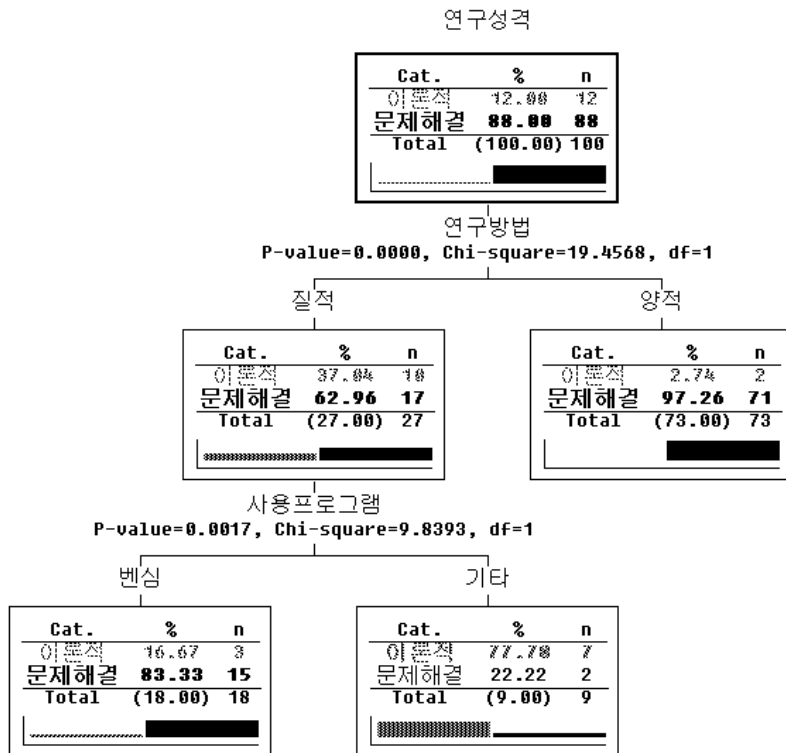 연구성격
Cat. % n
이론적 12.00 12
문제해결 88.00 88
Total (100.00) 100
연구방법
P-value=0.0000, Chi-square=19.4568, df=1
질적 양적
Cat. % n
이론적 37.04 10
문제해결 62.96 17
Total (27.00) 27
Cat. % n
이론적 2.74 2
문제해결 97.26 71
Total (73.00) 73
사용프로그램
P-value=0.0017, Chi-square=9.8393, df=1
벤심 기타
Cat. % n
이론적 16.67 3
문제해결 83.33 15
Total (18.00) 18
Cat. % n
이론적 77.78 7
문제해결 22.22 2
Total (9.00) 9